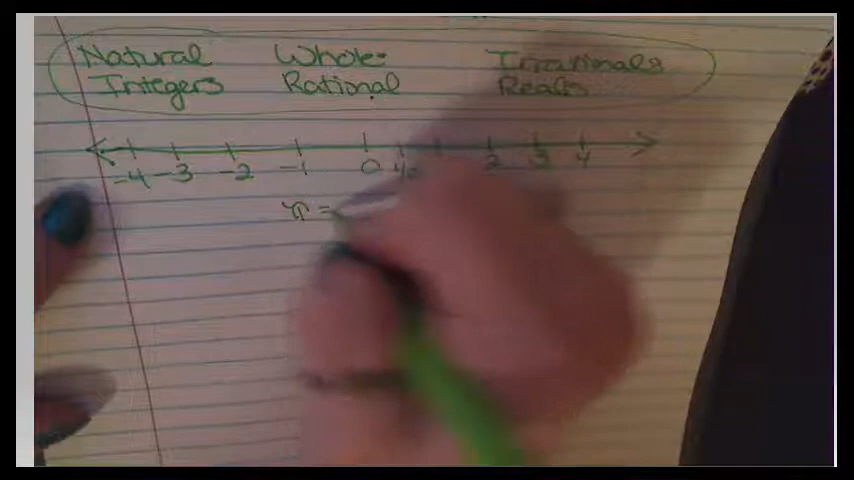 Natural Whole Irrationals
Integers Rational Reals
-4 -3 -2 -1 0 1/2 2 3 4
π =